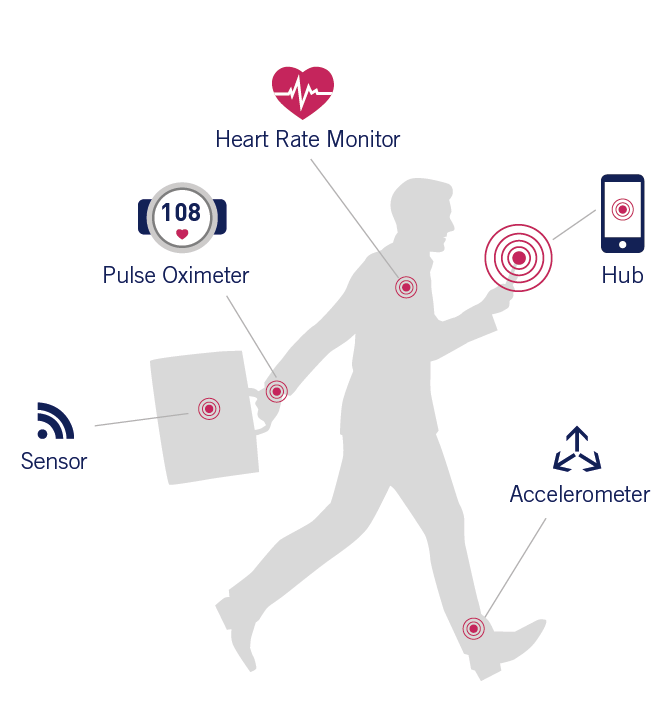 Heart Rate Monitor
108
Pulse Oximeter
Hub
Sensor
Accelerometer